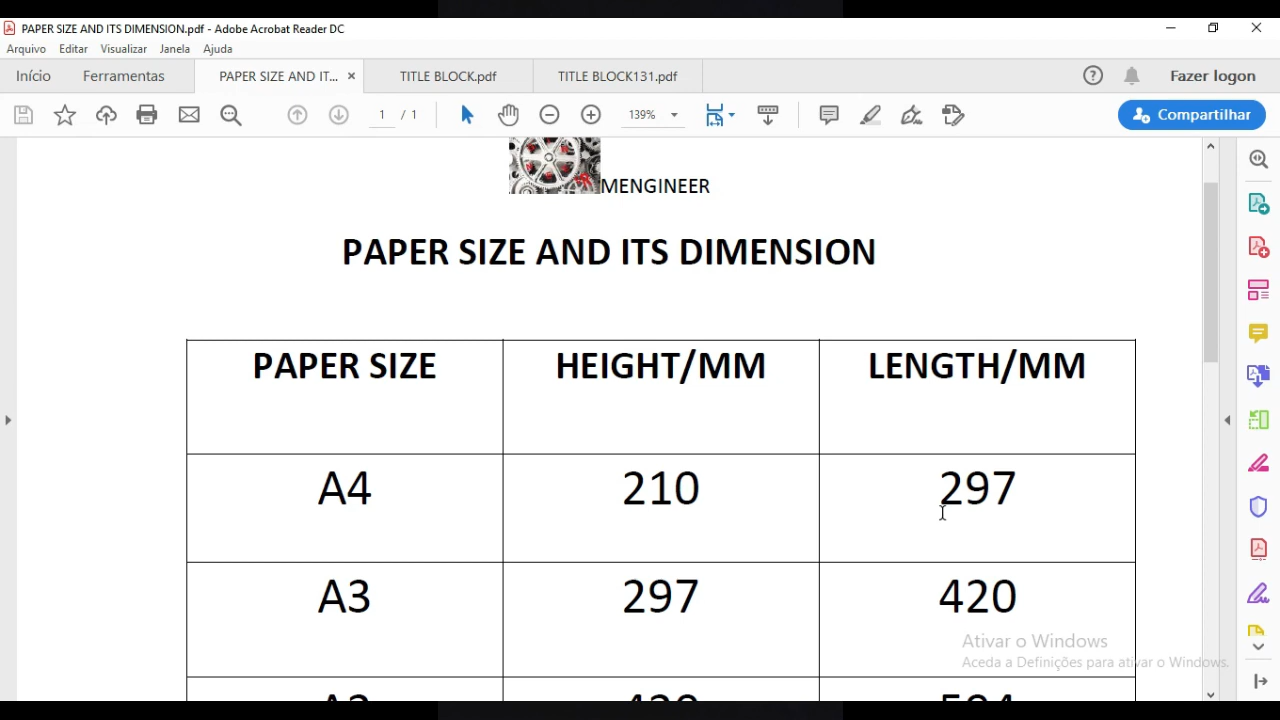 PAPER SIZE AND ITS DIMENSION.pdf - Adobe Acrobat Reader DC
Arquivo Editar Visualizar Janela Ajuda
Início Ferramentas PAPER SIZE AND IT... × TITLE BLOCK.pdf TITLE BLOCK131.pdf Fazer logon
1 / 1 139% Compartilhar
MENGINEER
PAPER SIZE AND ITS DIMENSION
PAPER SIZE HEIGHT/MM LENGTH/MM
A4 210 297
A3 297 420
Ativar o Windows
Aceda a Definições para ativar o Windows.